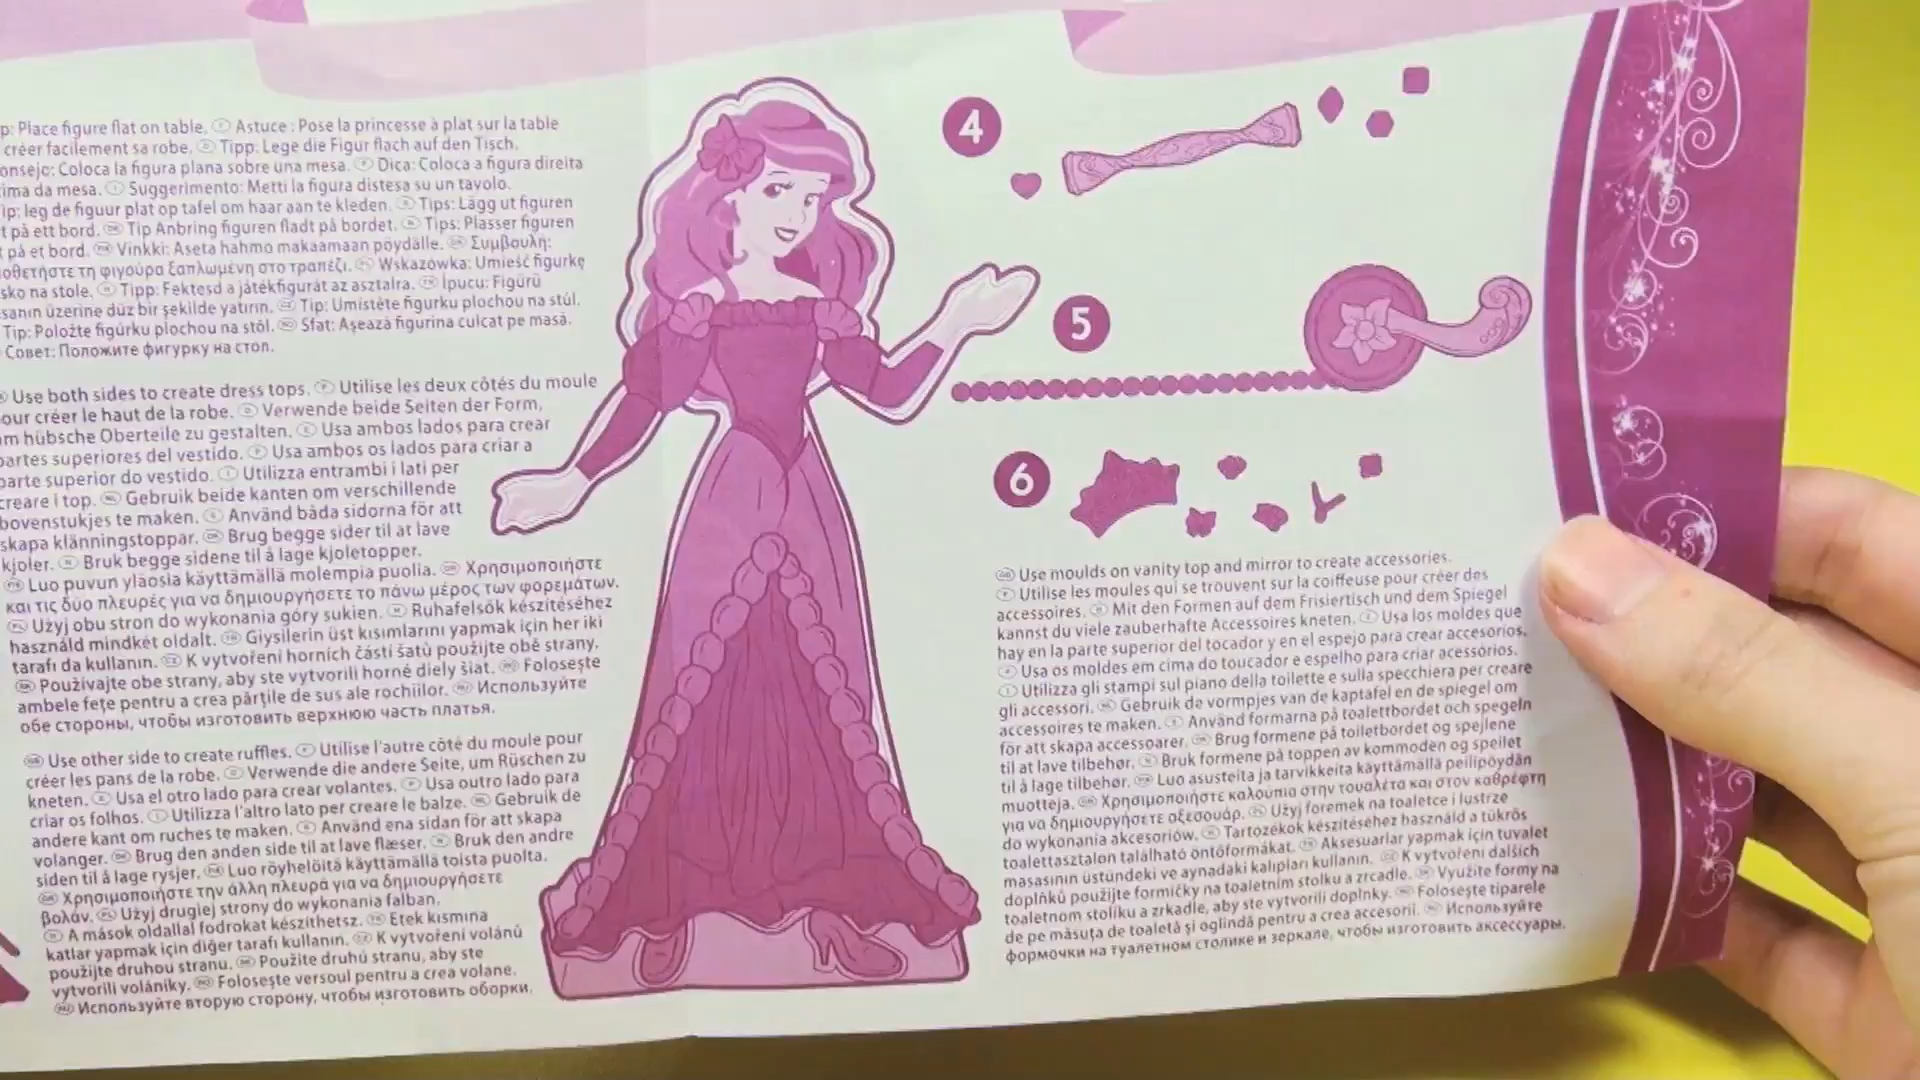 p: Place figure flat on table. Astuce : Pose la princesse à plat sur la table
créer facilement sa robe. Tipp: Lege die Figur flach auf den Tisch.
onsejo: Coloca la figura plana sobre una mesa. Dica: Coloca a figura direita
ima da mesa. Suggerimento: Metti la figura distesa su un tavolo.
ip: leg de figuur plat op tafel om haar aan te kleden. Tips: Lägg ut figuren
t på ett bord. Tip Anbring figuren fladt på bordet. Tips: Plasser figuren
t på et bord. Vinkki: Aseta hahmo makaamaan pöydälle. Συμβουλή:
οθετήστε τη φιγούρα ξαπλωμένη στο τραπέζι. Wskazówka: Umieść figurkę
sko na stole. Tipp: Fektesd a játékfigurát az asztalra. İpucu: Figürü
sanın üzerine düz bir şekilde yatırın. Tip: Umístěte figurku plochou na stůl.
Tip: Položte figúrku plochou na stôl. Sfat: Aşează figurina culcat pe masă.
Совет: Положите фигурку на стол.
Use both sides to create dress tops. Utilise les deux côtés du moule
our créer le haut de la robe. Verwende beide Seiten der Form,
m hübsche Oberteile zu gestalten. Usa ambos lados para crear
partes superiores del vestido. Usa ambos os lados para criar a
parte superior do vestido. Utilizza entrambi i lati per
creare i top. Gebruik beide kanten om verschillende
bovenstukjes te maken. Använd båda sidorna för att
skapa klänningstoppar. Brug begge sider til at lave
kjoler. Bruk begge sidene til å lage kjoletopper.
Luo puvun yläosia käyttämällä molempia puolia. Χρησιμοποιήστε
και τις δύο πλευρές για να δημιουργήσετε το πάνω μέρος των φορεμάτων.
Użyj obu stron do wykonania góry sukien. Ruhafelsők készítéséhez
használd mindkét oldalt. Giysilerin üst kısımlarını yapmak için her iki
tarafı da kullanın. K vytvoření horních částí šatů použijte obě strany.
Používajte obe strany, aby ste vytvorili horné diely šiat. Foloseşte
ambele feţe pentru a crea părţile de sus ale rochiilor. Используйте
обе стороны, чтобы изготовить верхнюю часть платья.
Use other side to create ruffles. Utilise l'autre côté du moule pour
créer les pans de la robe. Verwende die andere Seite, um Rüschen zu
kneten. Usa el otro lado para crear volantes. Usa outro lado para
criar os folhos. Utilizza l'altro lato per creare le balze. Gebruik de
andere kant om ruches te maken. Använd ena sidan för att skapa
volanger. Brug den anden side til at lave flæser. Bruk den andre
siden til å lage rysjer. Luo röyhelöitä käyttämällä toista puolta.
Χρησιμοποιήστε την άλλη πλευρά για να δημιουργήσετε
βολάν. Użyj drugiej strony do wykonania falban.
A mások oldallal fodrokat készíthetsz. Etek kısmına
katlar yapmak için diğer tarafı kullanın. K vytvoření volánů
použijte druhou stranu. Použite druhú stranu, aby ste
vytvorili volániky. Foloseşte versoul pentru a crea volane.
Используйте вторую сторону, чтобы изготовить оборки.
4
5
6
Use moulds on vanity top and mirror to create accessories.
Utilise les moules qui se trouvent sur la coiffeuse pour créer des
accessoires. Mit den Formen auf dem Frisiertisch und dem Spiegel
kannst du viele zauberhafte Accessoires kneten. Usa los moldes que
hay en la parte superior del tocador y en el espejo para crear accesorios.
Usa os moldes em cima do toucador e espelho para criar acessórios.
Utilizza gli stampi sul piano della toilette e sulla specchiera per creare
gli accessori. Gebruik de vormpjes van de kaptafel en de spiegel om
accessoires te maken. Använd formarna på toalettbordet och spegeln
för att skapa accessoarer. Brug formene på toiletbordet og spejlene
til at lave tilbehør. Bruk formene på toppen av kommoden og speilet
til å lage tilbehør. Luo asusteita ja tarvikkeita käyttämällä peilipöydän
muotteja. Χρησιμοποιήστε καλούπια στην τουαλέτα και στον καθρέφτη
για να δημιουργήσετε αξεσουάρ. Użyj foremek na toaletce i lustrze
do wykonania akcesoriów. Tartozékok készítéséhez használd a tükrös
toalettasztalon található öntőformákat. Aksesuarlar yapmak için tuvalet
masasının üstündeki ve aynadaki kalıpları kullanın. K vytvoření dalších
doplňků použijte formičky na toaletním stolku a zrcadle. Využite formy na
toaletnom stolíku a zrkadle, aby ste vytvorili doplnky. Foloseşte tiparele
de pe măsuţa de toaletă şi oglindă pentru a crea accesorii. Используйте
формочки на туалетном столике и зеркале, чтобы изготовить аксессуары.